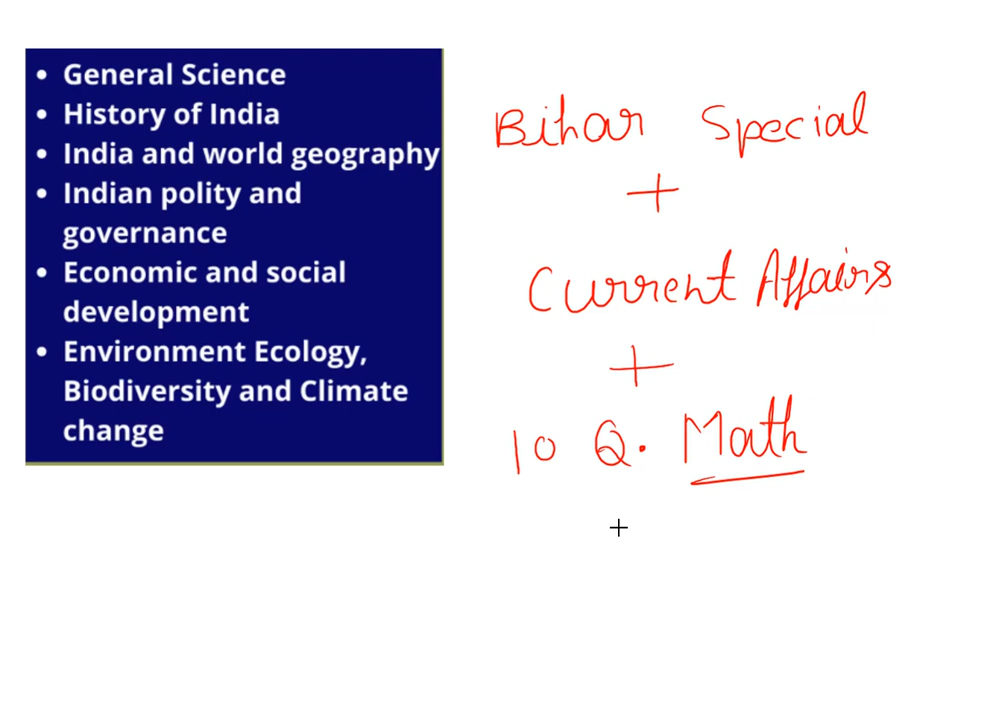 • General Science
• History of India
• India and world geography
• Indian polity and
governance
• Economic and social
development
• Environment Ecology,
Biodiversity and Climate
change
Bihar Special
+
Current Affairs
+
10 Q. Math